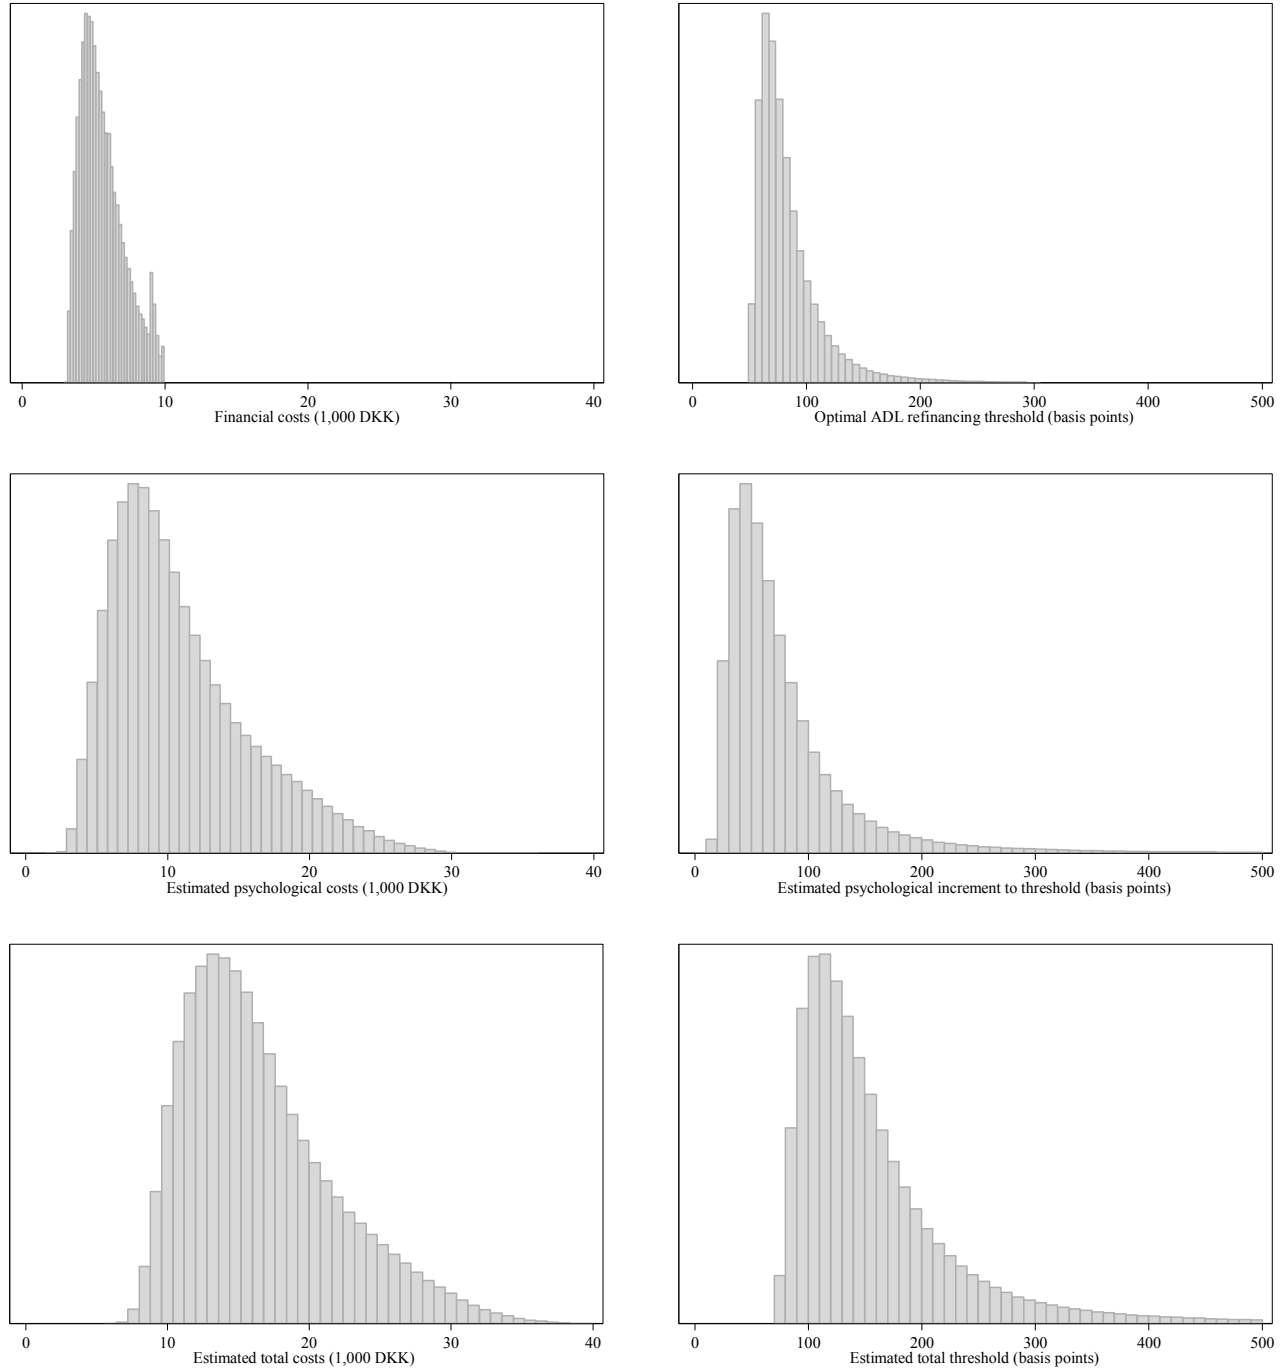 0 10 20 30 40
Financial costs (1,000 DKK)
0 100 200 300 400 500
Optimal ADL refinancing threshold (basis points)
0 10 20 30 40
Estimated psychological costs (1,000 DKK)
0 100 200 300 400 500
Estimated psychological increment to threshold (basis points)
0 10 20 30 40
Estimated total costs (1,000 DKK)
0 100 200 300 400 500
Estimated total threshold (basis points)